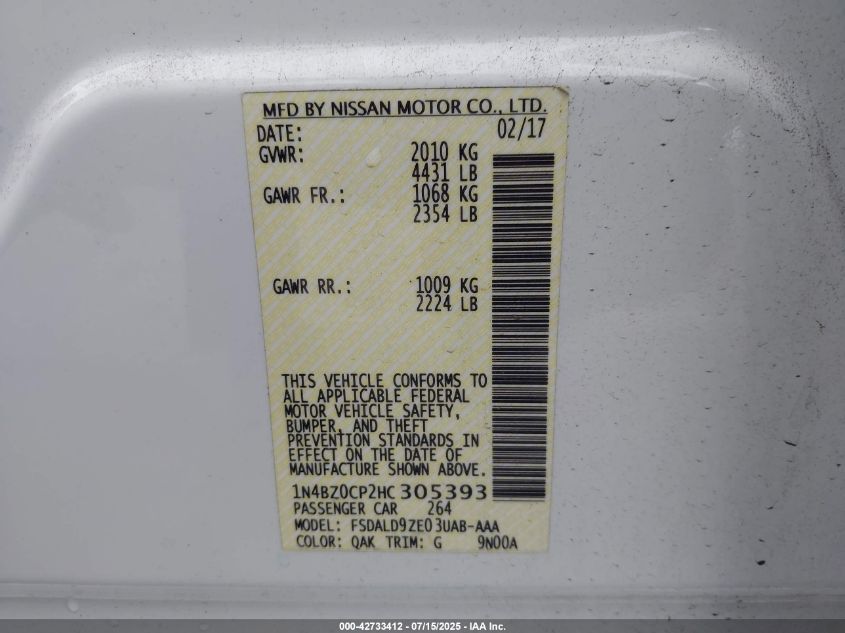 MFD BY NISSAN MOTOR CO., LTD.
DATE: 02/17
GVWR: 2010 KG
4431 LB
GAWR FR.: 1068 KG
2354 LB
GAWR RR.: 1009 KG
2224 LB
THIS VEHICLE CONFORMS TO
ALL APPLICABLE FEDERAL
MOTOR VEHICLE SAFETY,
BUMPER, AND THEFT
PREVENTION STANDARDS IN
EFFECT ON THE DATE OF
MANUFACTURE SHOWN ABOVE.
1N4BZ0CP2HC 305393
PASSENGER CAR 264
MODEL: FSDALD9ZE03UAB-AAA
COLOR: QAK TRIM: G 9N00A
000-42733412 - 07/15/2025 - IAA Inc.